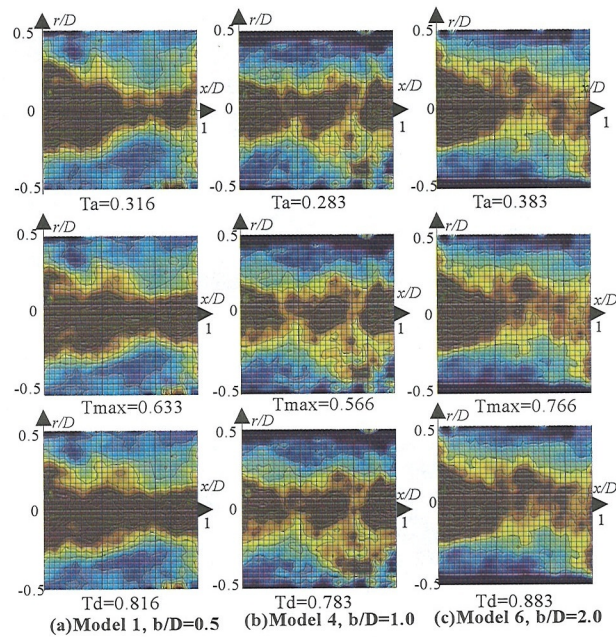 r/D r/D r/D
0.5 0.5 0.5
x/D x/D x/D
0 0 0
1 1 1
-0.5 -0.5 -0.5
Ta=0.316 Ta=0.283 Ta=0.383
r/D r/D r/D
0.5 0.5 0.5
x/D x/D x/D
0 0 0
1 1 1
-0.5 -0.5 -0.5
Tmax=0.633 Tmax=0.566 Tmax=0.766
r/D r/D r/D
0.5 0.5 0.5
x/D x/D x/D
0 0 0
1 1 1
-0.5 -0.5 -0.5
Td=0.816 Td=0.783 Td=0.883
(a)Model 1, b/D=0.5 (b)Model 4, b/D=1.0 (c)Model 6, b/D=2.0